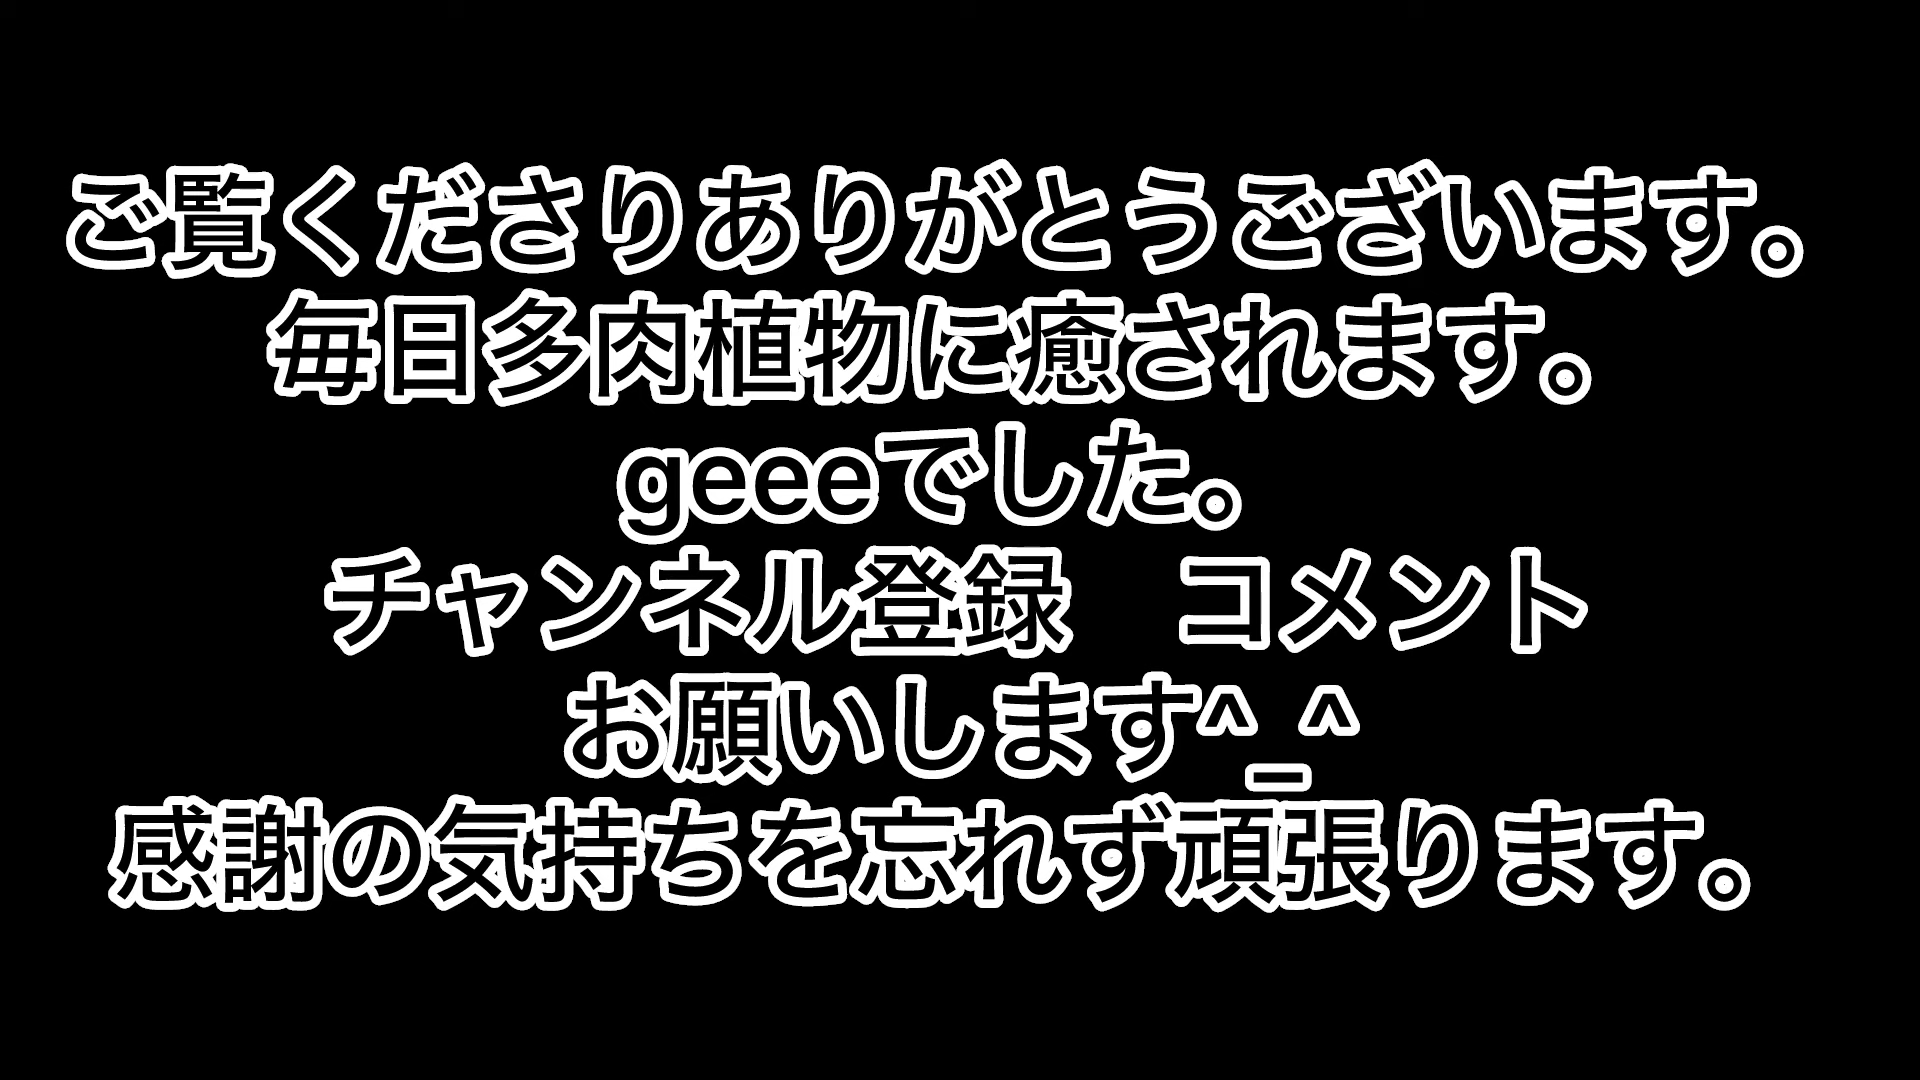 ご覧くださりありがとうございます。
毎日多肉植物に癒されます。
geeeでした。
チャンネル登録　コメント
お願いします^_^
感謝の気持ちを忘れず頑張ります。